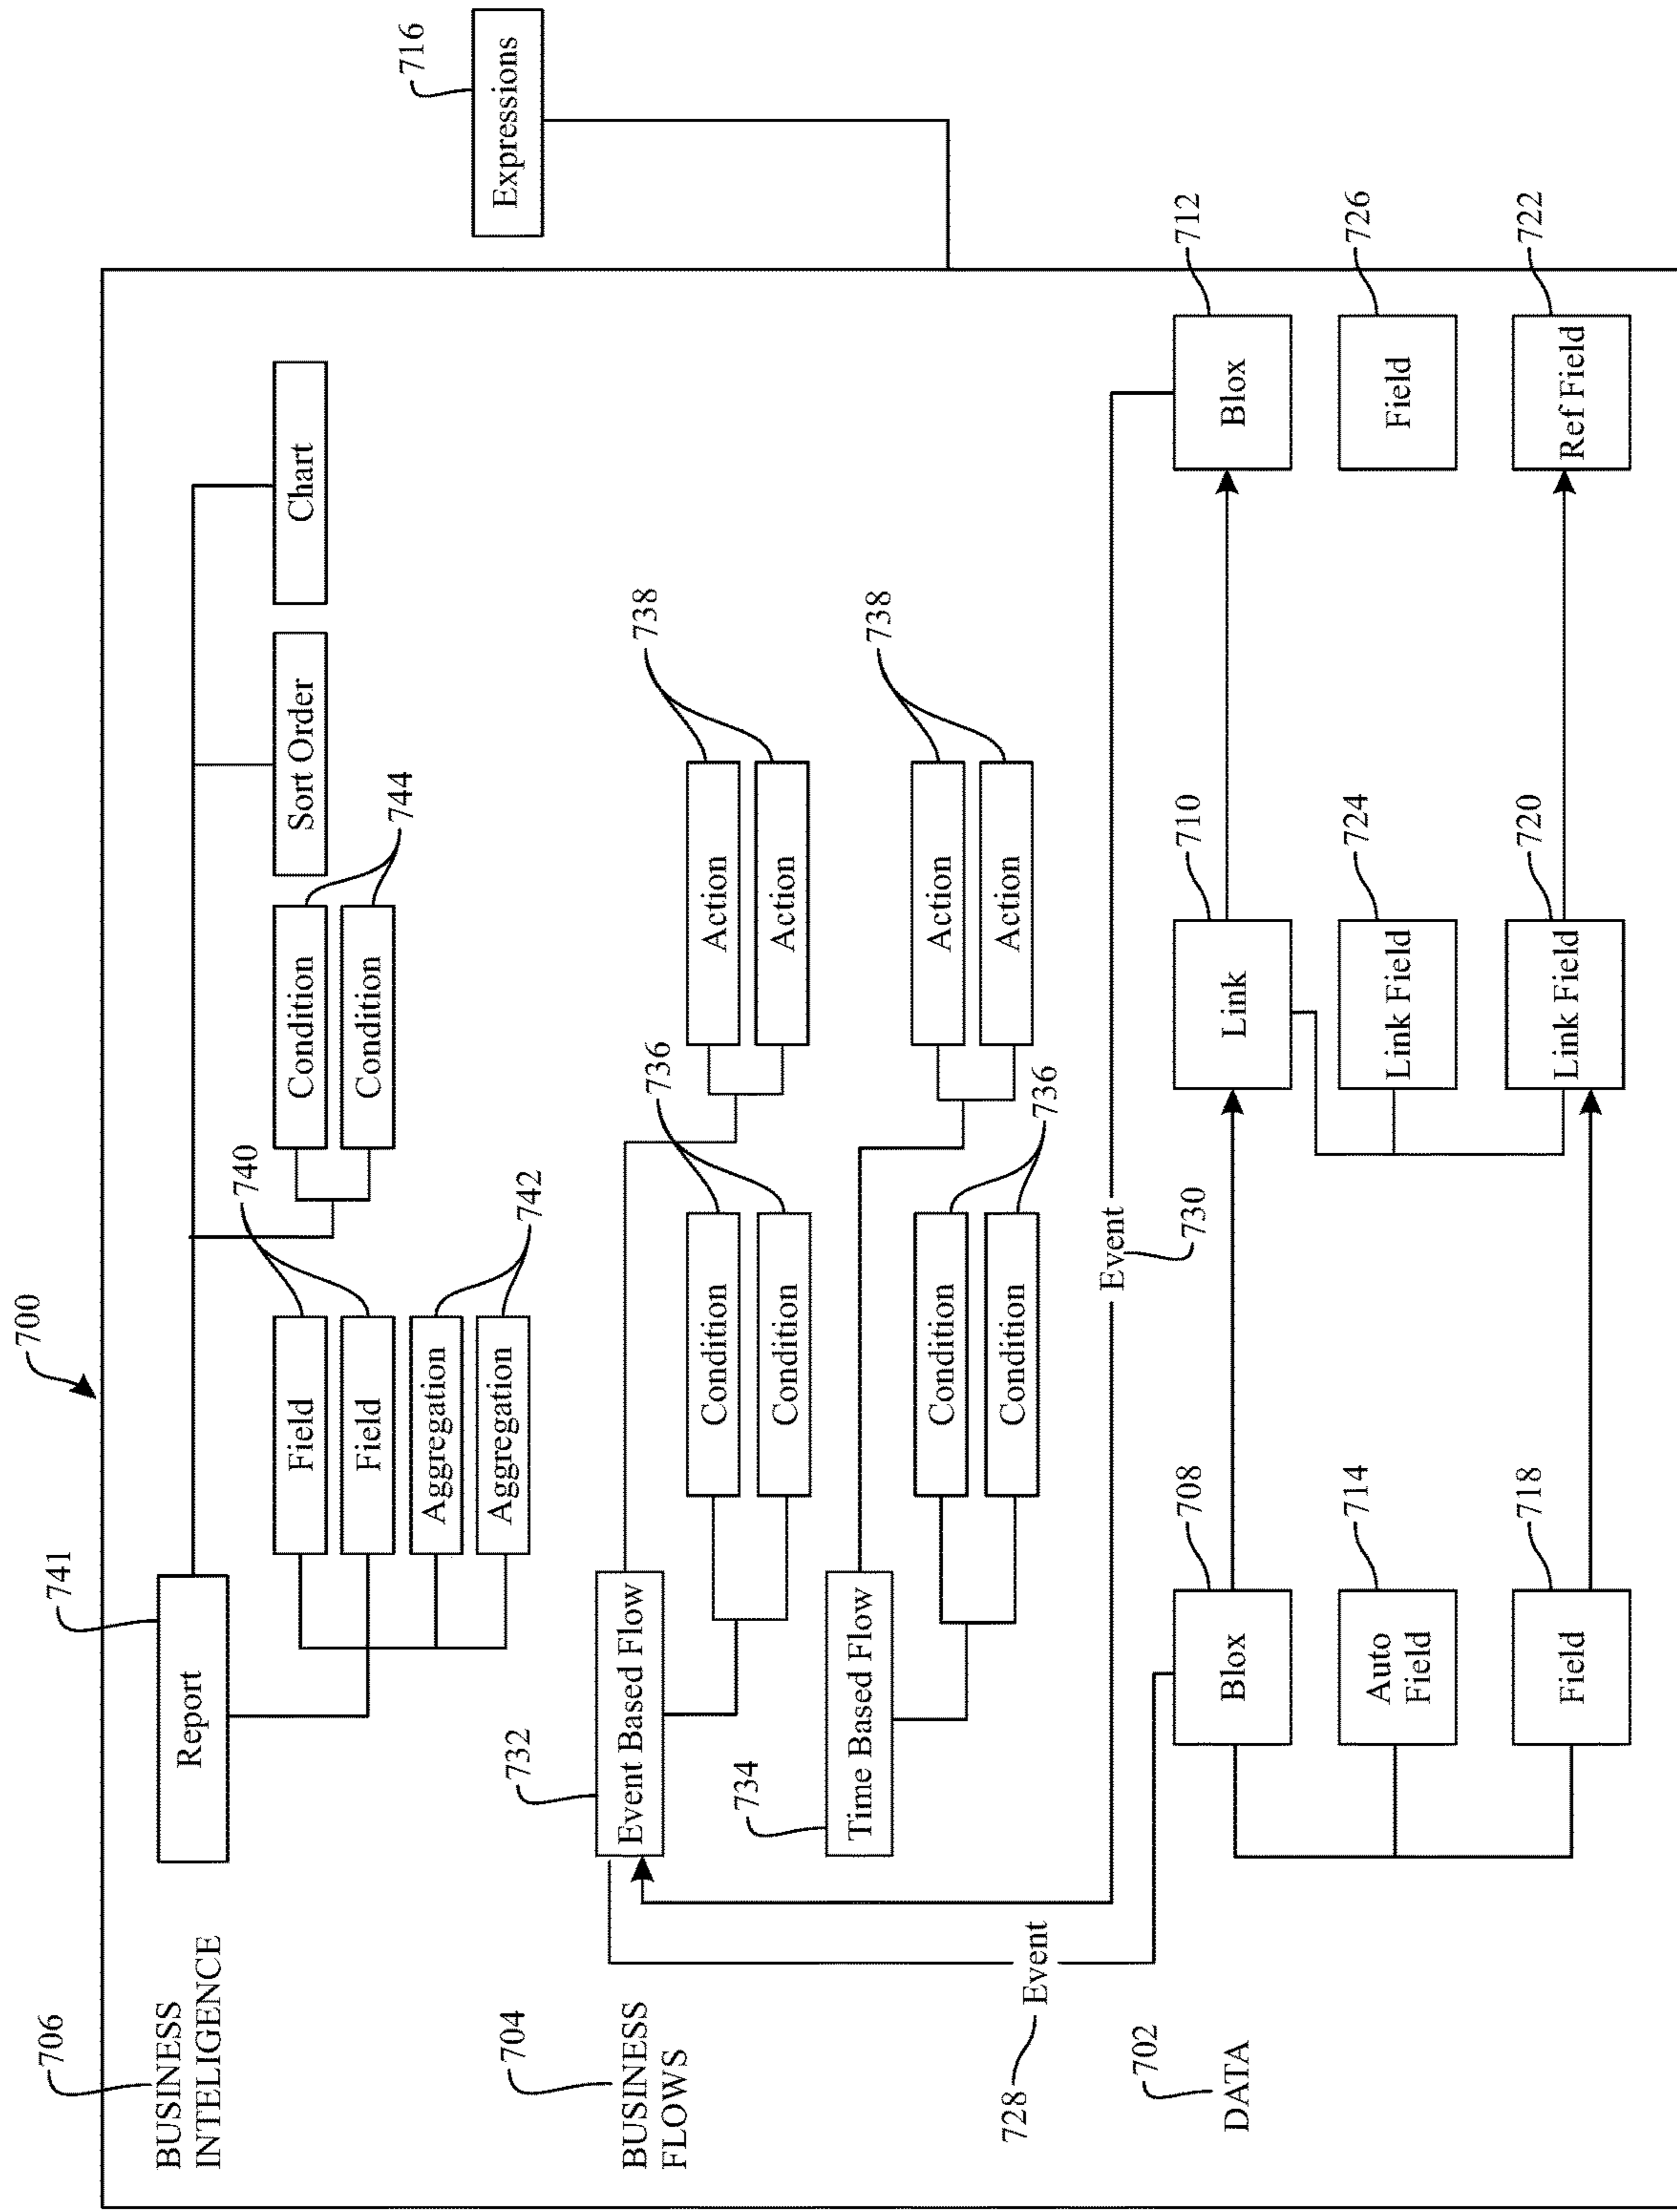 700
706
BUSINESS
INTELIGENCE
741
Report
740
Field
Field
Aggregation
Aggregation
742
Condition
Condition
744
Sort Order
Chart
716
Expressions
704
BUSINESS
FLOWS
732
Event Based Flow
736
Condition
Condition
738
Action
Action
734
Time Based Flow
Condition
Condition
736
738
Action
Action
728
Event
Event
730
702
DATA
708
Blox
710
Link
712
Blox
714
Auto
Field
724
Link Field
726
Field
718
Field
720
Link Field
722
Ref Field